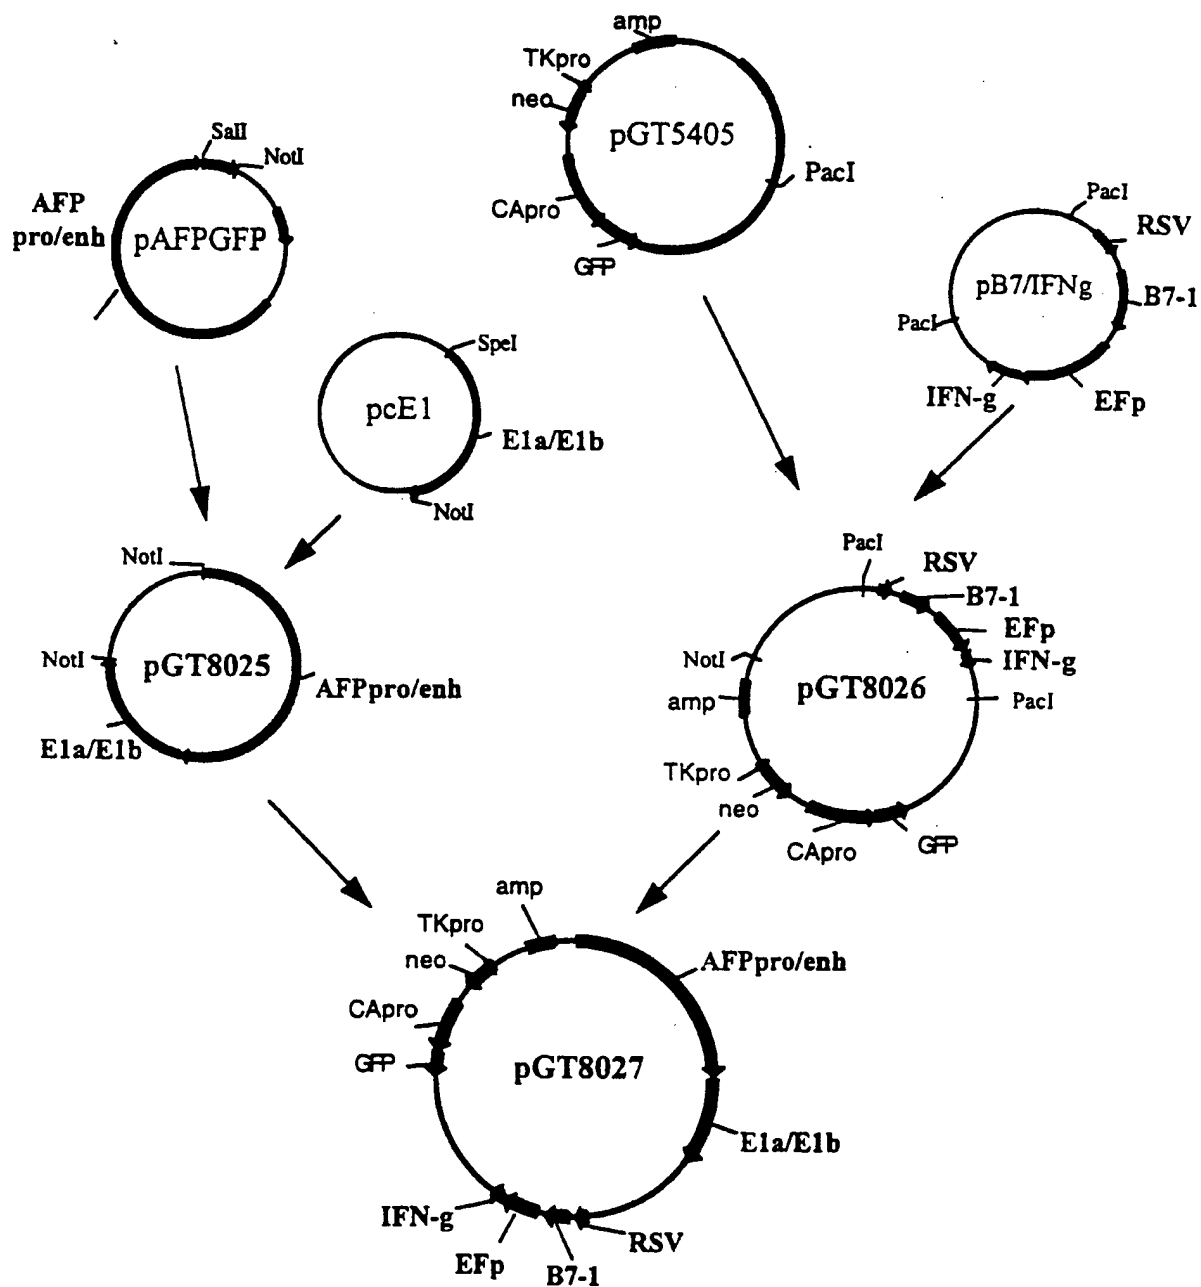 amp
TKpro
neo
pGT5405
PacI
CApro
GFP
SalI
NotI
AFP
pro/enh
pAFPGFP
PacI
RSV
pB7/IFNg
B7-1
PacI
IFN-g
EFp
SpeI
pcE1
E1a/E1b
NotI
NotI
NotI
pGT8025
AFPpro/enh
E1a/E1b
PacI
RSV
B7-1
EFp
IFN-g
NotI
pGT8026
amp
PacI
TKpro
neo
CApro
GFP
amp
TKpro
neo
AFPpro/enh
CApro
GFP
pGT8027
E1a/E1b
IFN-g
EFp
B7-1
RSV